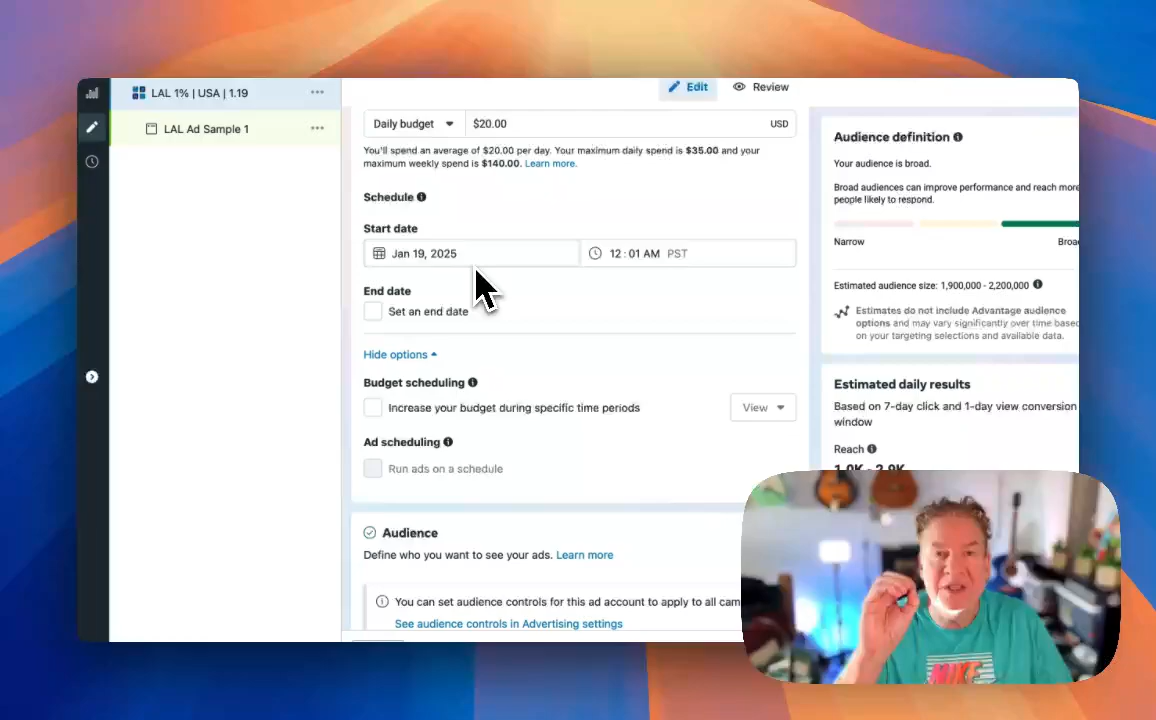 LAL 1% | USA | 1.19
LAL Ad Sample 1
Edit
Review
Daily budget
$20.00
USD
You'll spend an average of $20.00 per day. Your maximum daily spend is $35.00 and your
maximum weekly spend is $140.00. Learn more.
Schedule
Start date
Jan 19, 2025
12 : 01 AM PST
End date
Set an end date
Hide options
Budget scheduling
Increase your budget during specific time periods
View
Ad scheduling
Run ads on a schedule
Audience
Define who you want to see your ads. Learn more
You can set audience controls for this ad account to apply to all cam
See audience controls in Advertising settings
Audience definition
Your audience is broad.
Broad audiences can improve performance and reach more
people likely to respond.
Narrow
Broa
Estimated audience size: 1,900,000 - 2,200,000
Estimates do not include Advantage audience
options and may vary significantly over time based
on your targeting selections and available data.
Estimated daily results
Based on 7-day click and 1-day view conversion
window
Reach
1.0K - 2.9K
NIKE